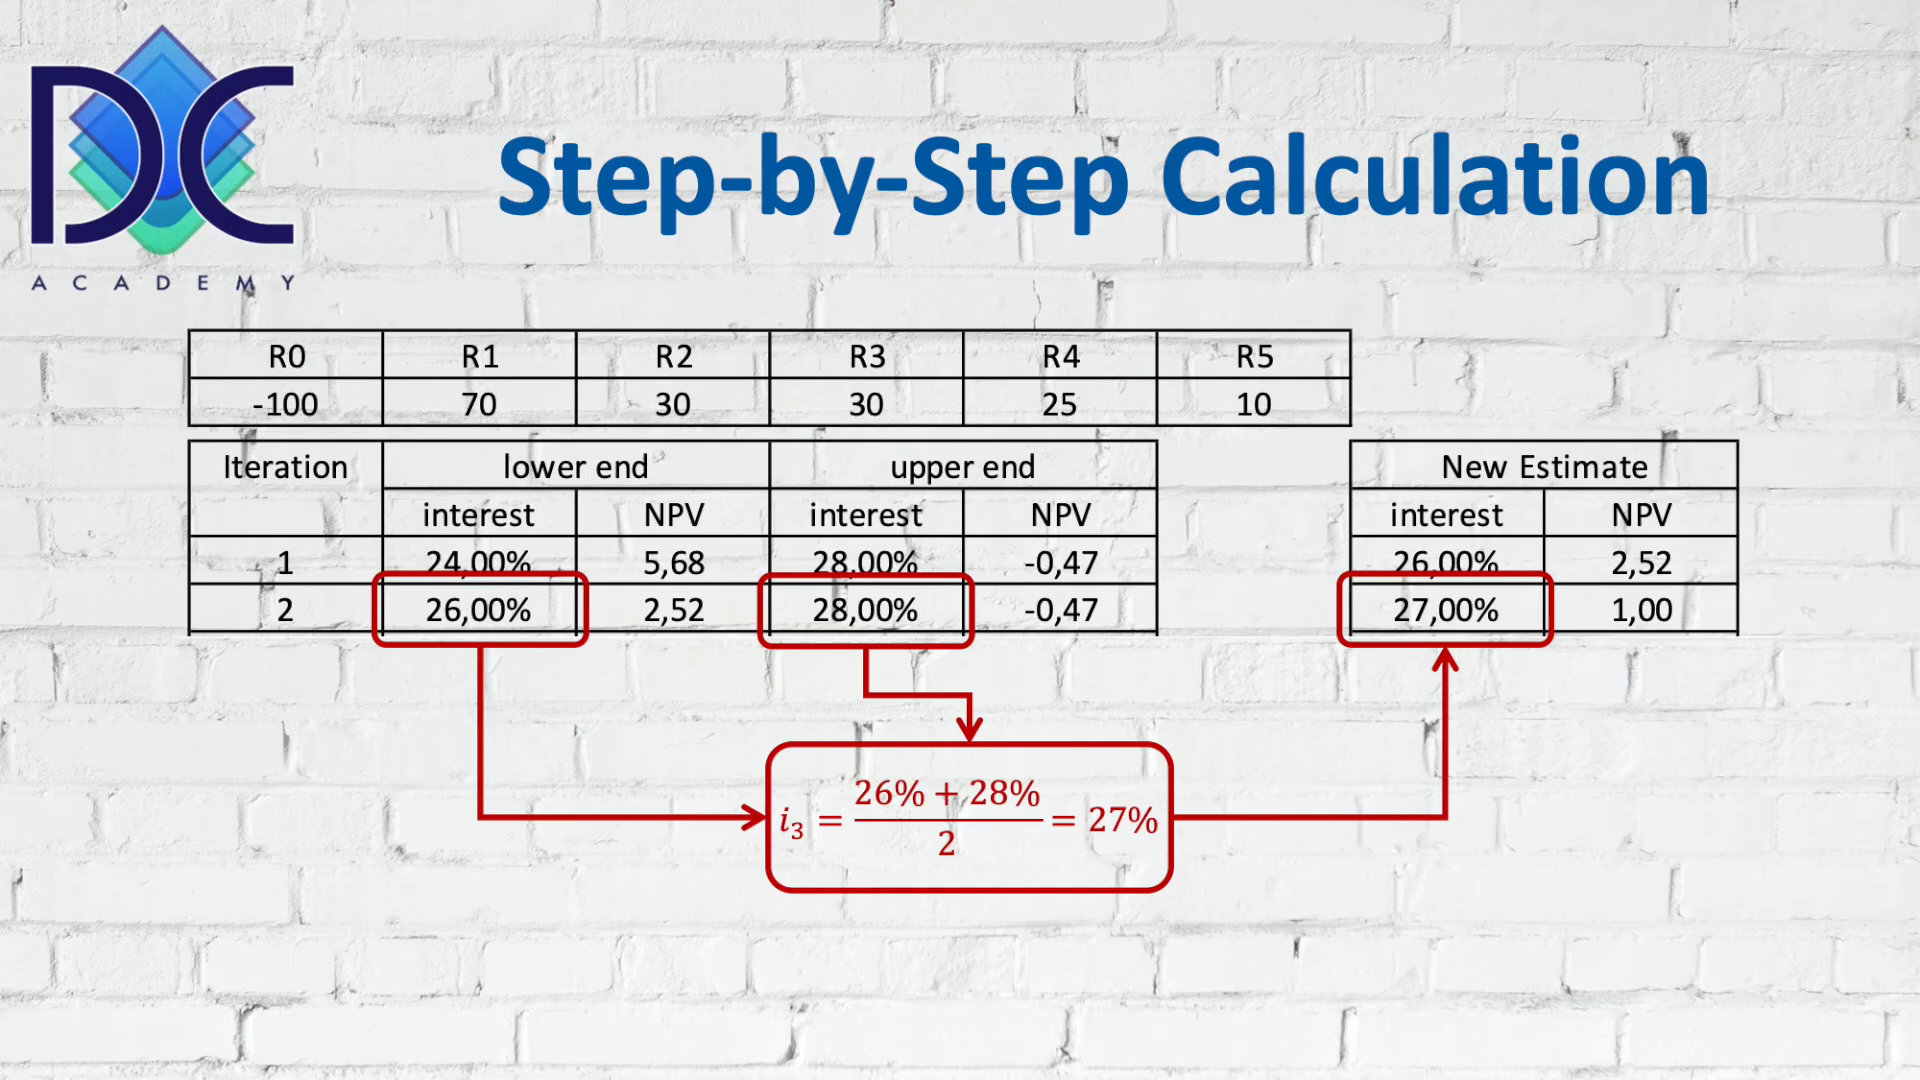 DC
ACADEMY
Step-by-Step Calculation
R0 R1 R2 R3 R4 R5
-100 70 30 30 25 10
Iteration lower end upper end New Estimate
interest NPV interest NPV interest NPV
1 24,00% 5,68 28,00% -0,47 26,00% 2,52
2 26,00% 2,52 28,00% -0,47 27,00% 1,00
i₃ = (26% + 28%)/2 = 27%